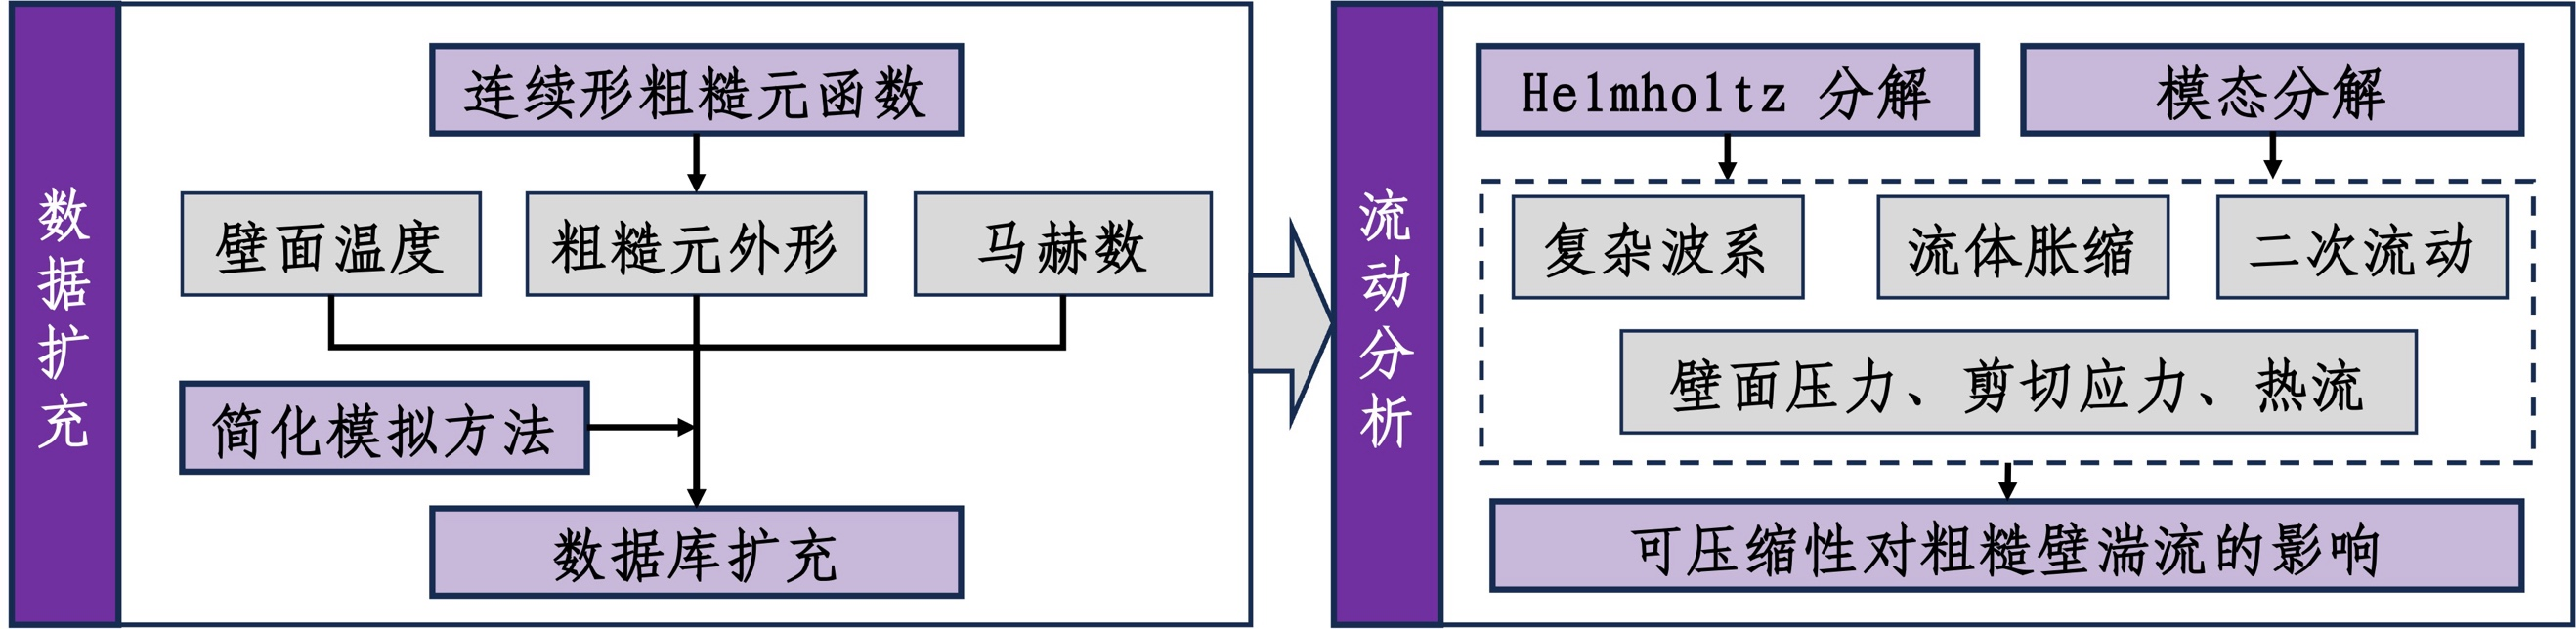 数据扩充
连续形粗糙元函数
壁面温度
粗糙元外形
马赫数
简化模拟方法
数据库扩充
流动分析
Helmholtz 分解
模态分解
复杂波系
流体胀缩
二次流动
壁面压力、剪切应力、热流
可压缩性对粗糙壁湍流的影响